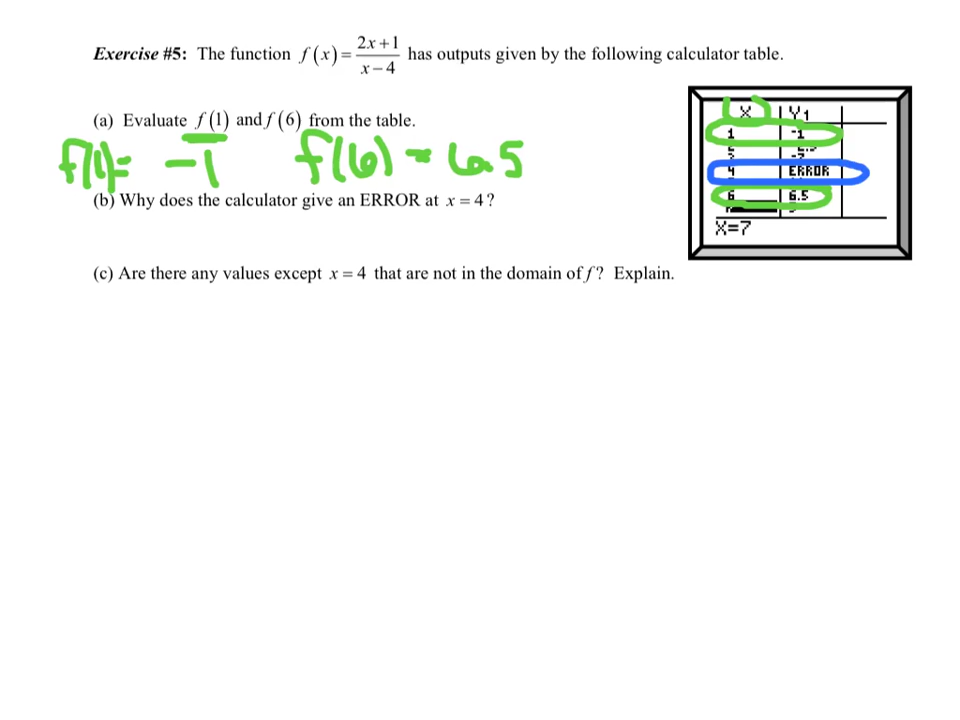 Exercise #5: The function f(x) = (2x+1)/(x−4) has outputs given by the following calculator table.
(a) Evaluate f(1) and f(6) from the table.
X Y1
1 -1
4 ERROR
6 6.5
X=7
f(1)= -1 f(6) = 6.5
(b) Why does the calculator give an ERROR at x = 4?
(c) Are there any values except x = 4 that are not in the domain of f? Explain.